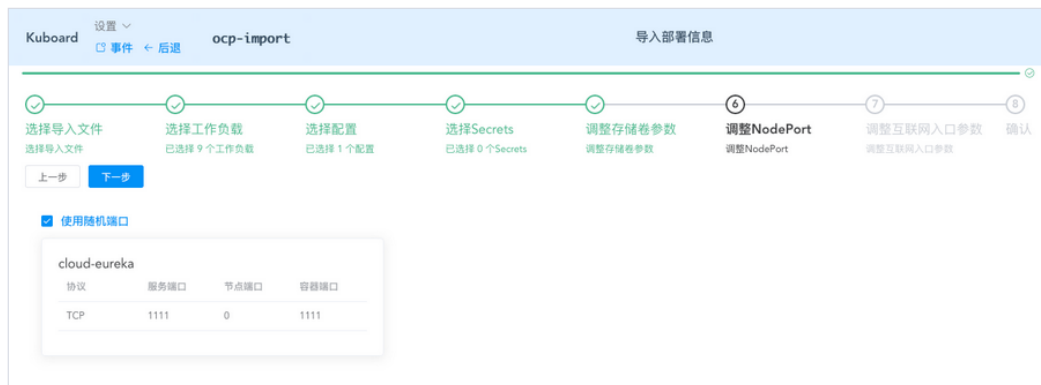 Kuboard
设置
事件 ← 后退
ocp-import
导入部署信息
6 7 8
选择导入文件 选择工作负载 选择配置 选择Secrets 调整存储卷参数 调整NodePort 调整互联网入口参数 确认
选择导入文件 已选择 9 个工作负载 已选择 1 个配置 已选择 0 个Secrets 调整存储卷参数 调整NodePort 调整互联网入口参数
上一步 下一步
使用随机端口
cloud-eureka
协议 服务端口 节点端口 容器端口
TCP 1111 0 1111